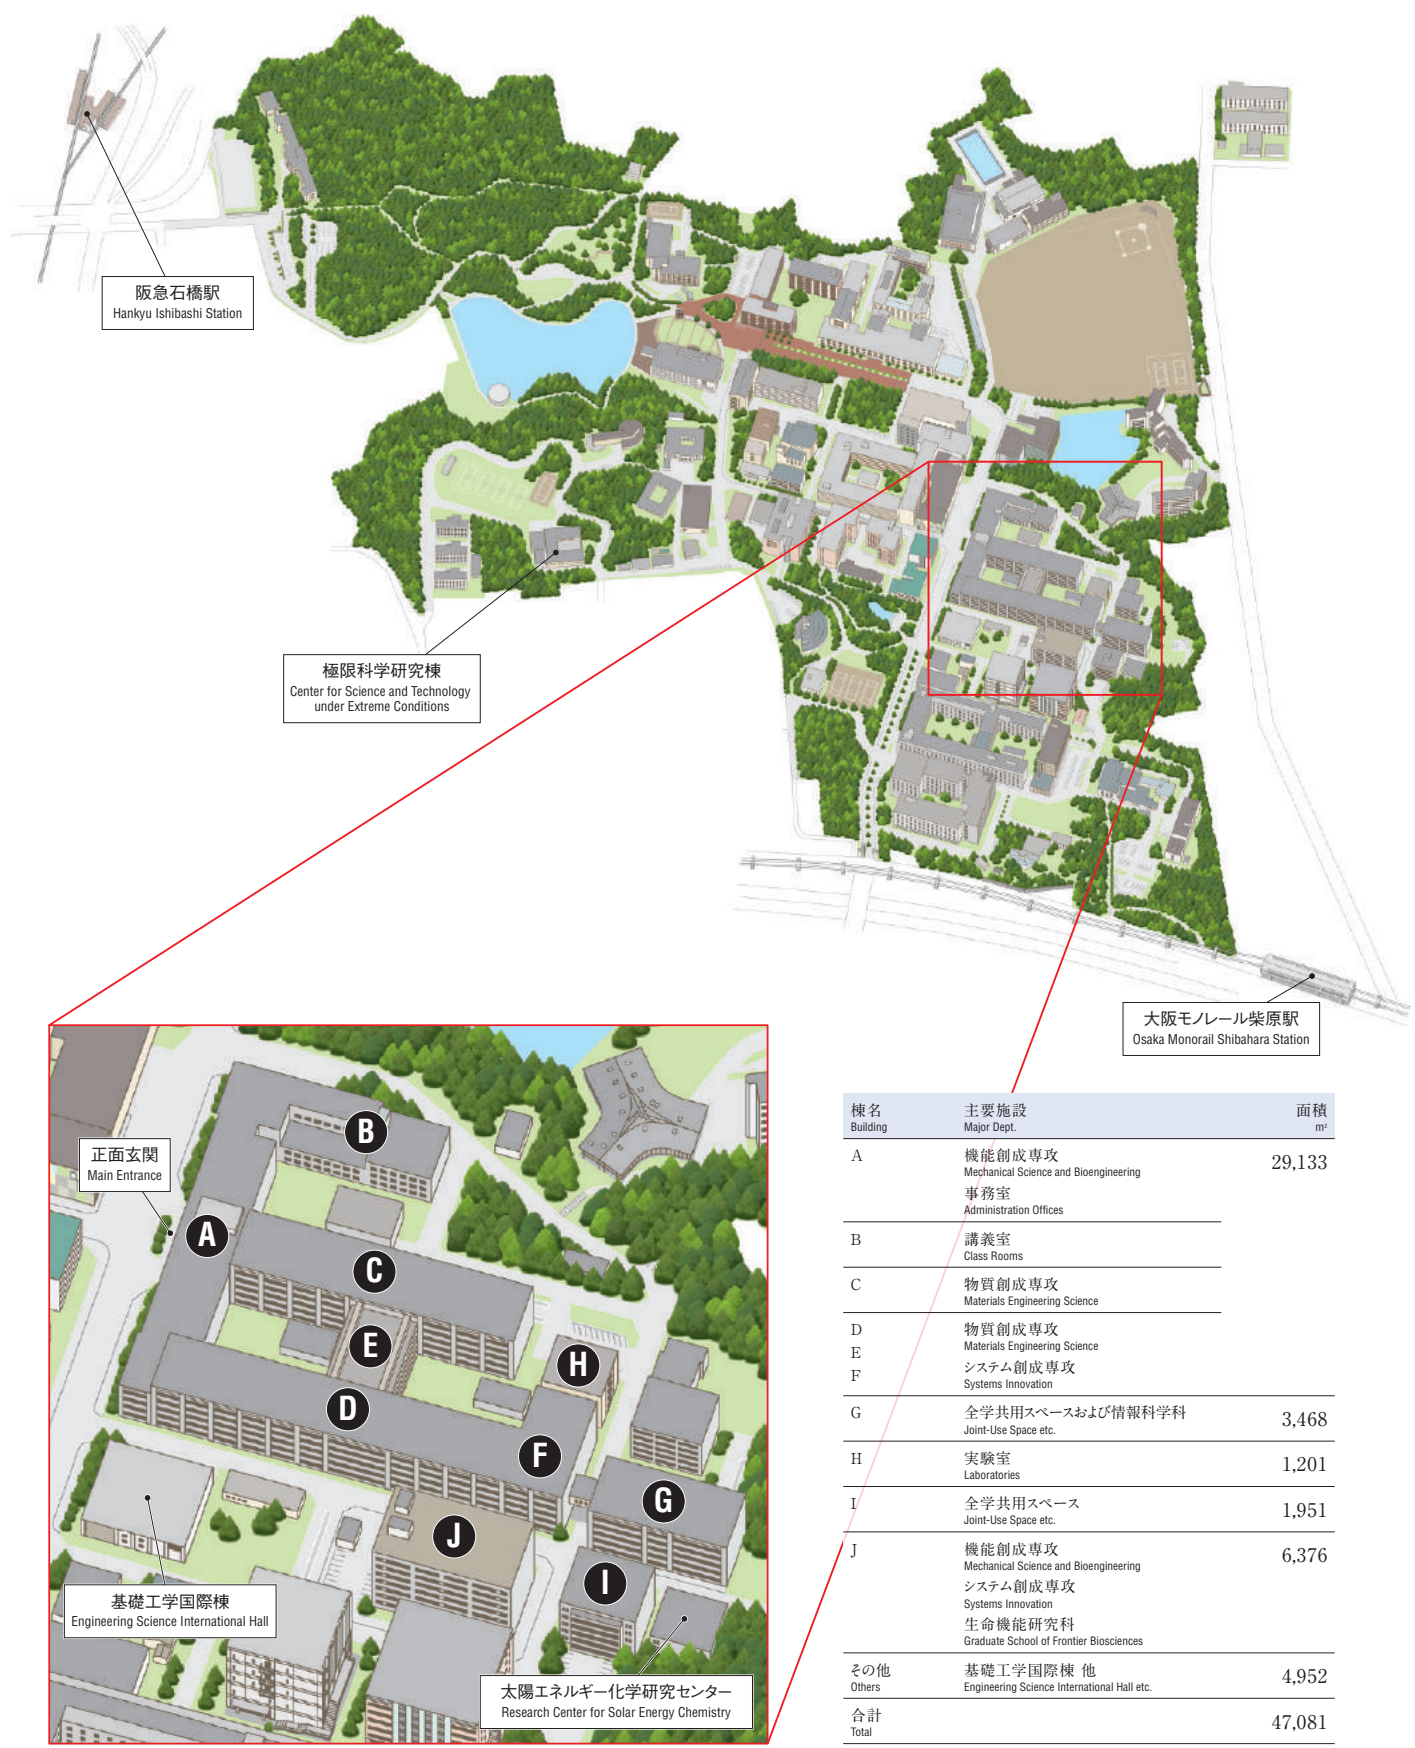 阪急石橋駅
Hankyu Ishibashi Station
極限科学研究棟
Center for Science and Technology
under Extreme Conditions
大阪モノレール柴原駅
Osaka Monorail Shibahara Station
正面玄関
Main Entrance
A
B
C
D
E
F
G
H
I
J
基礎工学国際棟
Engineering Science International Hall
太陽エネルギー化学研究センター
Research Center for Solar Energy Chemistry
棟名 主要施設 面積
Building Major Dept. m²
A 機能創成専攻 29,133
Mechanical Science and Bioengineering
事務室
Administration Offices
B 講義室
Class Rooms
C 物質創成専攻
Materials Engineering Science
D 物質創成専攻
Materials Engineering Science
E
F システム創成専攻
Systems Innovation
G 全学共用スペースおよび情報科学科 3,468
Joint-Use Space etc.
H 実験室 1,201
Laboratories
I 全学共用スペース 1,951
Joint-Use Space etc.
J 機能創成専攻 6,376
Mechanical Science and Bioengineering
システム創成専攻
Systems Innovation
生命機能研究科
Graduate School of Frontier Biosciences
その他 基礎工学国際棟 他 4,952
Others Engineering Science International Hall etc.
合計 47,081
Total